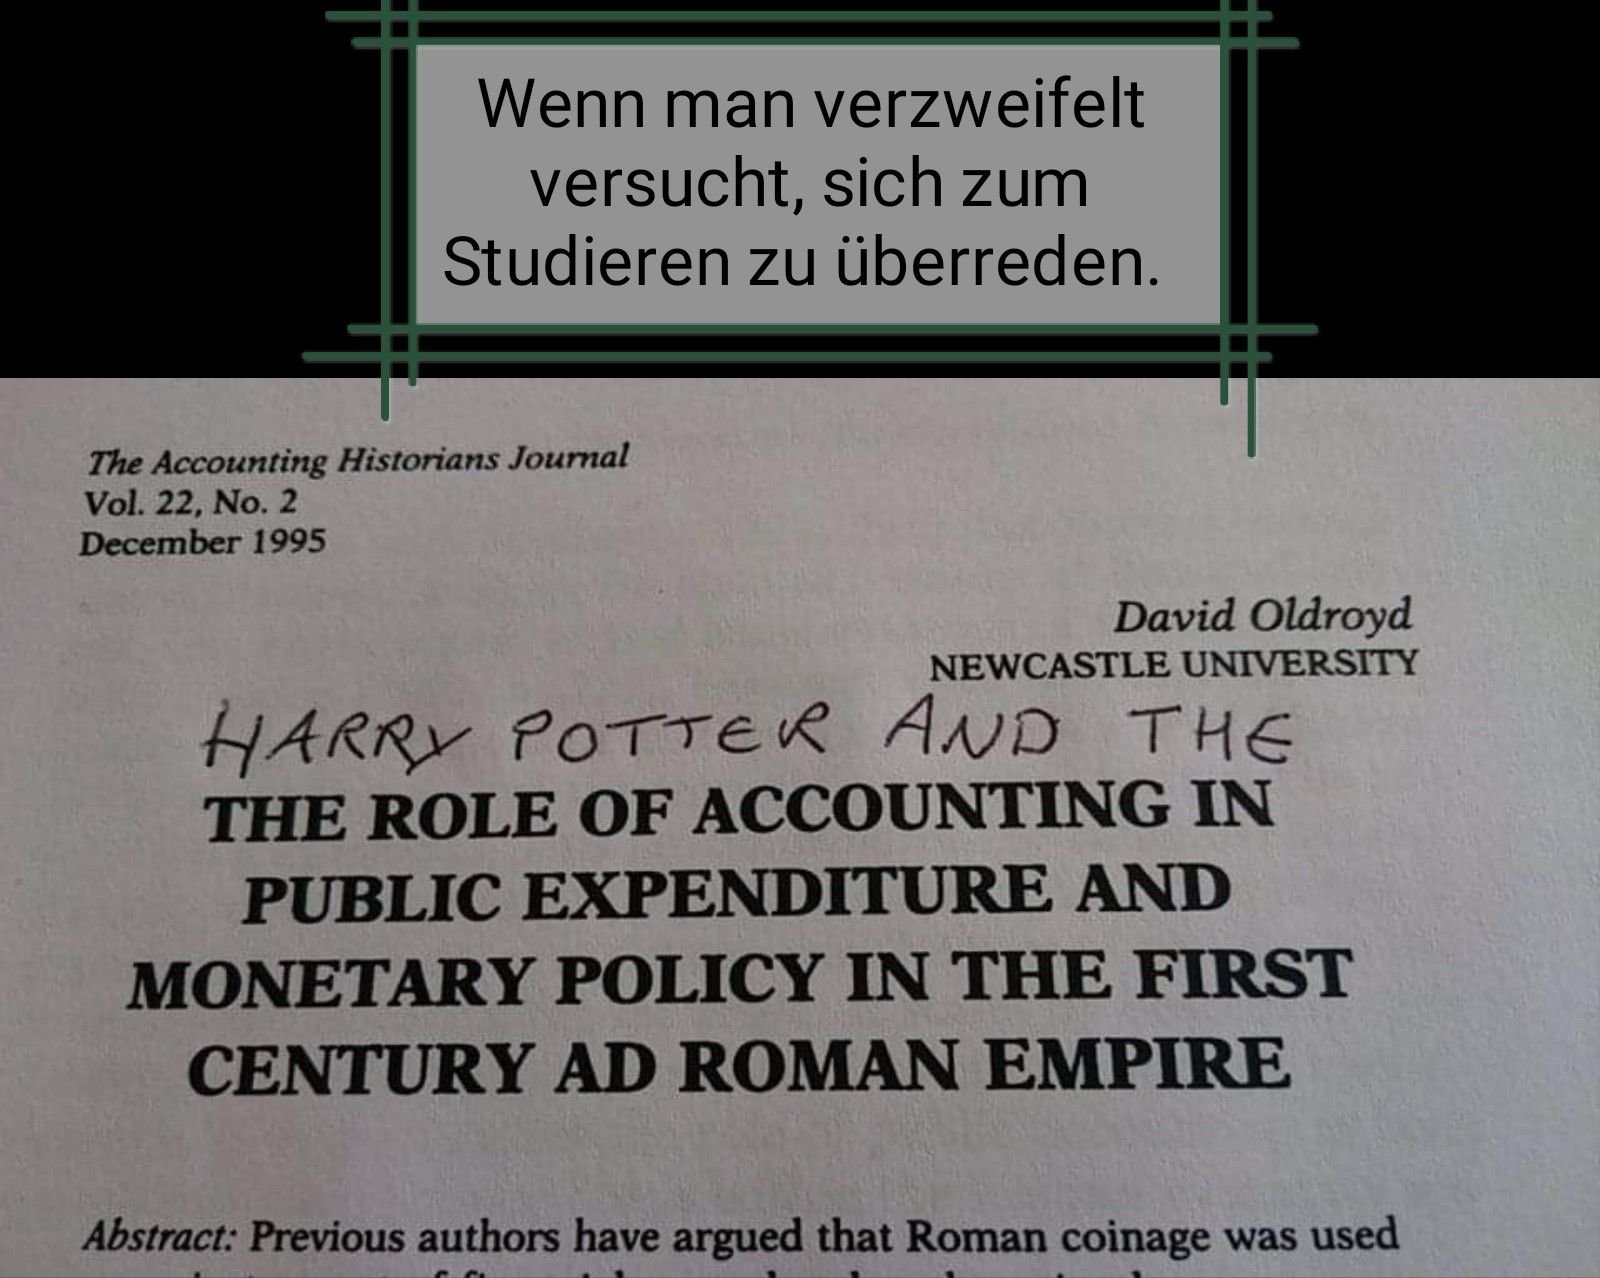 Wenn man verzweifelt
versucht, sich zum
Studieren zu überreden.
The Accounting Historians Journal
Vol. 22, No. 2
December 1995
David Oldroyd
NEWCASTLE UNIVERSITY
HARRY POTTER AND THE
THE ROLE OF ACCOUNTING IN
PUBLIC EXPENDITURE AND
MONETARY POLICY IN THE FIRST
CENTURY AD ROMAN EMPIRE
Abstract: Previous authors have argued that Roman coinage was used